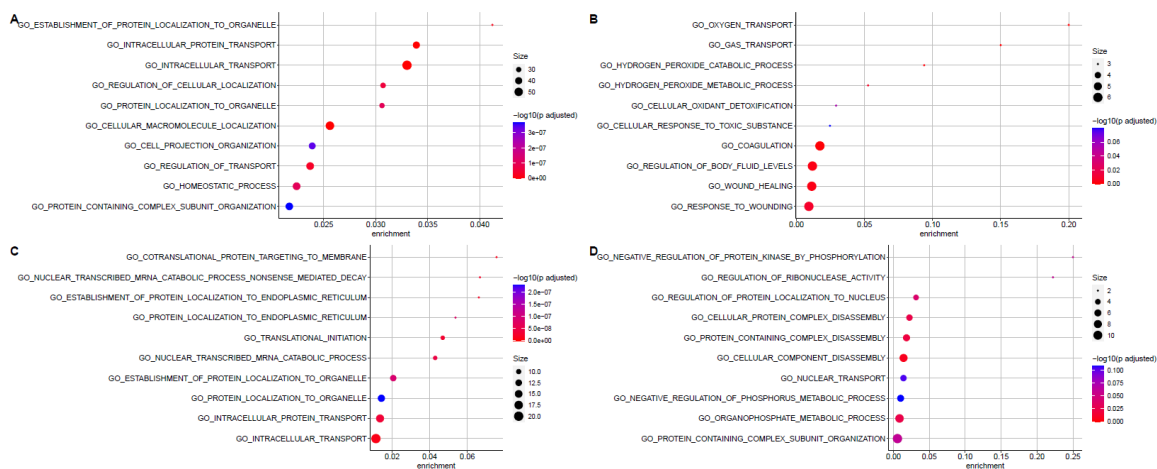 A
GO_ESTABLISHMENT_OF_PROTEIN_LOCALIZATION_TO_ORGANELLE
GO_INTRACELLULAR_PROTEIN_TRANSPORT
GO_INTRACELLULAR_TRANSPORT
GO_REGULATION_OF_CELLULAR_LOCALIZATION
GO_PROTEIN_LOCALIZATION_TO_ORGANELLE
GO_CELLULAR_MACROMOLECULE_LOCALIZATION
GO_CELL_PROJECTION_ORGANIZATION
GO_REGULATION_OF_TRANSPORT
GO_HOMEOSTATIC_PROCESS
GO_PROTEIN_CONTAINING_COMPLEX_SUBUNIT_ORGANIZATION
0.025 0.030 0.035 0.040
enrichment
Size
30
40
50
−log10(p adjusted)
3e−07
2e−07
1e−07
0e+00
B
GO_OXYGEN_TRANSPORT
GO_GAS_TRANSPORT
GO_HYDROGEN_PEROXIDE_CATABOLIC_PROCESS
GO_HYDROGEN_PEROXIDE_METABOLIC_PROCESS
GO_CELLULAR_OXIDANT_DETOXIFICATION
GO_CELLULAR_RESPONSE_TO_TOXIC_SUBSTANCE
GO_COAGULATION
GO_REGULATION_OF_BODY_FLUID_LEVELS
GO_WOUND_HEALING
GO_RESPONSE_TO_WOUNDING
0.00 0.05 0.10 0.15 0.20
enrichment
Size
3
4
5
6
−log10(p adjusted)
0.06
0.04
0.02
0.00
C
GO_COTRANSLATIONAL_PROTEIN_TARGETING_TO_MEMBRANE
GO_NUCLEAR_TRANSCRIBED_MRNA_CATABOLIC_PROCESS_NONSENSE_MEDIATED_DECAY
GO_ESTABLISHMENT_OF_PROTEIN_LOCALIZATION_TO_ENDOPLASMIC_RETICULUM
GO_PROTEIN_LOCALIZATION_TO_ENDOPLASMIC_RETICULUM
GO_TRANSLATIONAL_INITIATION
GO_NUCLEAR_TRANSCRIBED_MRNA_CATABOLIC_PROCESS
GO_ESTABLISHMENT_OF_PROTEIN_LOCALIZATION_TO_ORGANELLE
GO_PROTEIN_LOCALIZATION_TO_ORGANELLE
GO_INTRACELLULAR_PROTEIN_TRANSPORT
GO_INTRACELLULAR_TRANSPORT
0.02 0.04 0.06
enrichment
−log10(p adjusted)
2.0e−07
1.5e−07
1.0e−07
5.0e−08
0.0e+00
Size
10.0
12.5
15.0
17.5
20.0
D
GO_NEGATIVE_REGULATION_OF_PROTEIN_KINASE_BY_PHOSPHORYLATION
GO_REGULATION_OF_RIBONUCLEASE_ACTIVITY
GO_REGULATION_OF_PROTEIN_LOCALIZATION_TO_NUCLEUS
GO_CELLULAR_PROTEIN_COMPLEX_DISASSEMBLY
GO_PROTEIN_CONTAINING_COMPLEX_DISASSEMBLY
GO_CELLULAR_COMPONENT_DISASSEMBLY
GO_NUCLEAR_TRANSPORT
GO_NEGATIVE_REGULATION_OF_PHOSPHORUS_METABOLIC_PROCESS
GO_ORGANOPHOSPHATE_METABOLIC_PROCESS
GO_PROTEIN_CONTAINING_COMPLEX_SUBUNIT_ORGANIZATION
0.00 0.05 0.10 0.15 0.20 0.25
enrichment
Size
2
4
6
8
10
−log10(p adjusted)
0.100
0.075
0.050
0.025
0.000